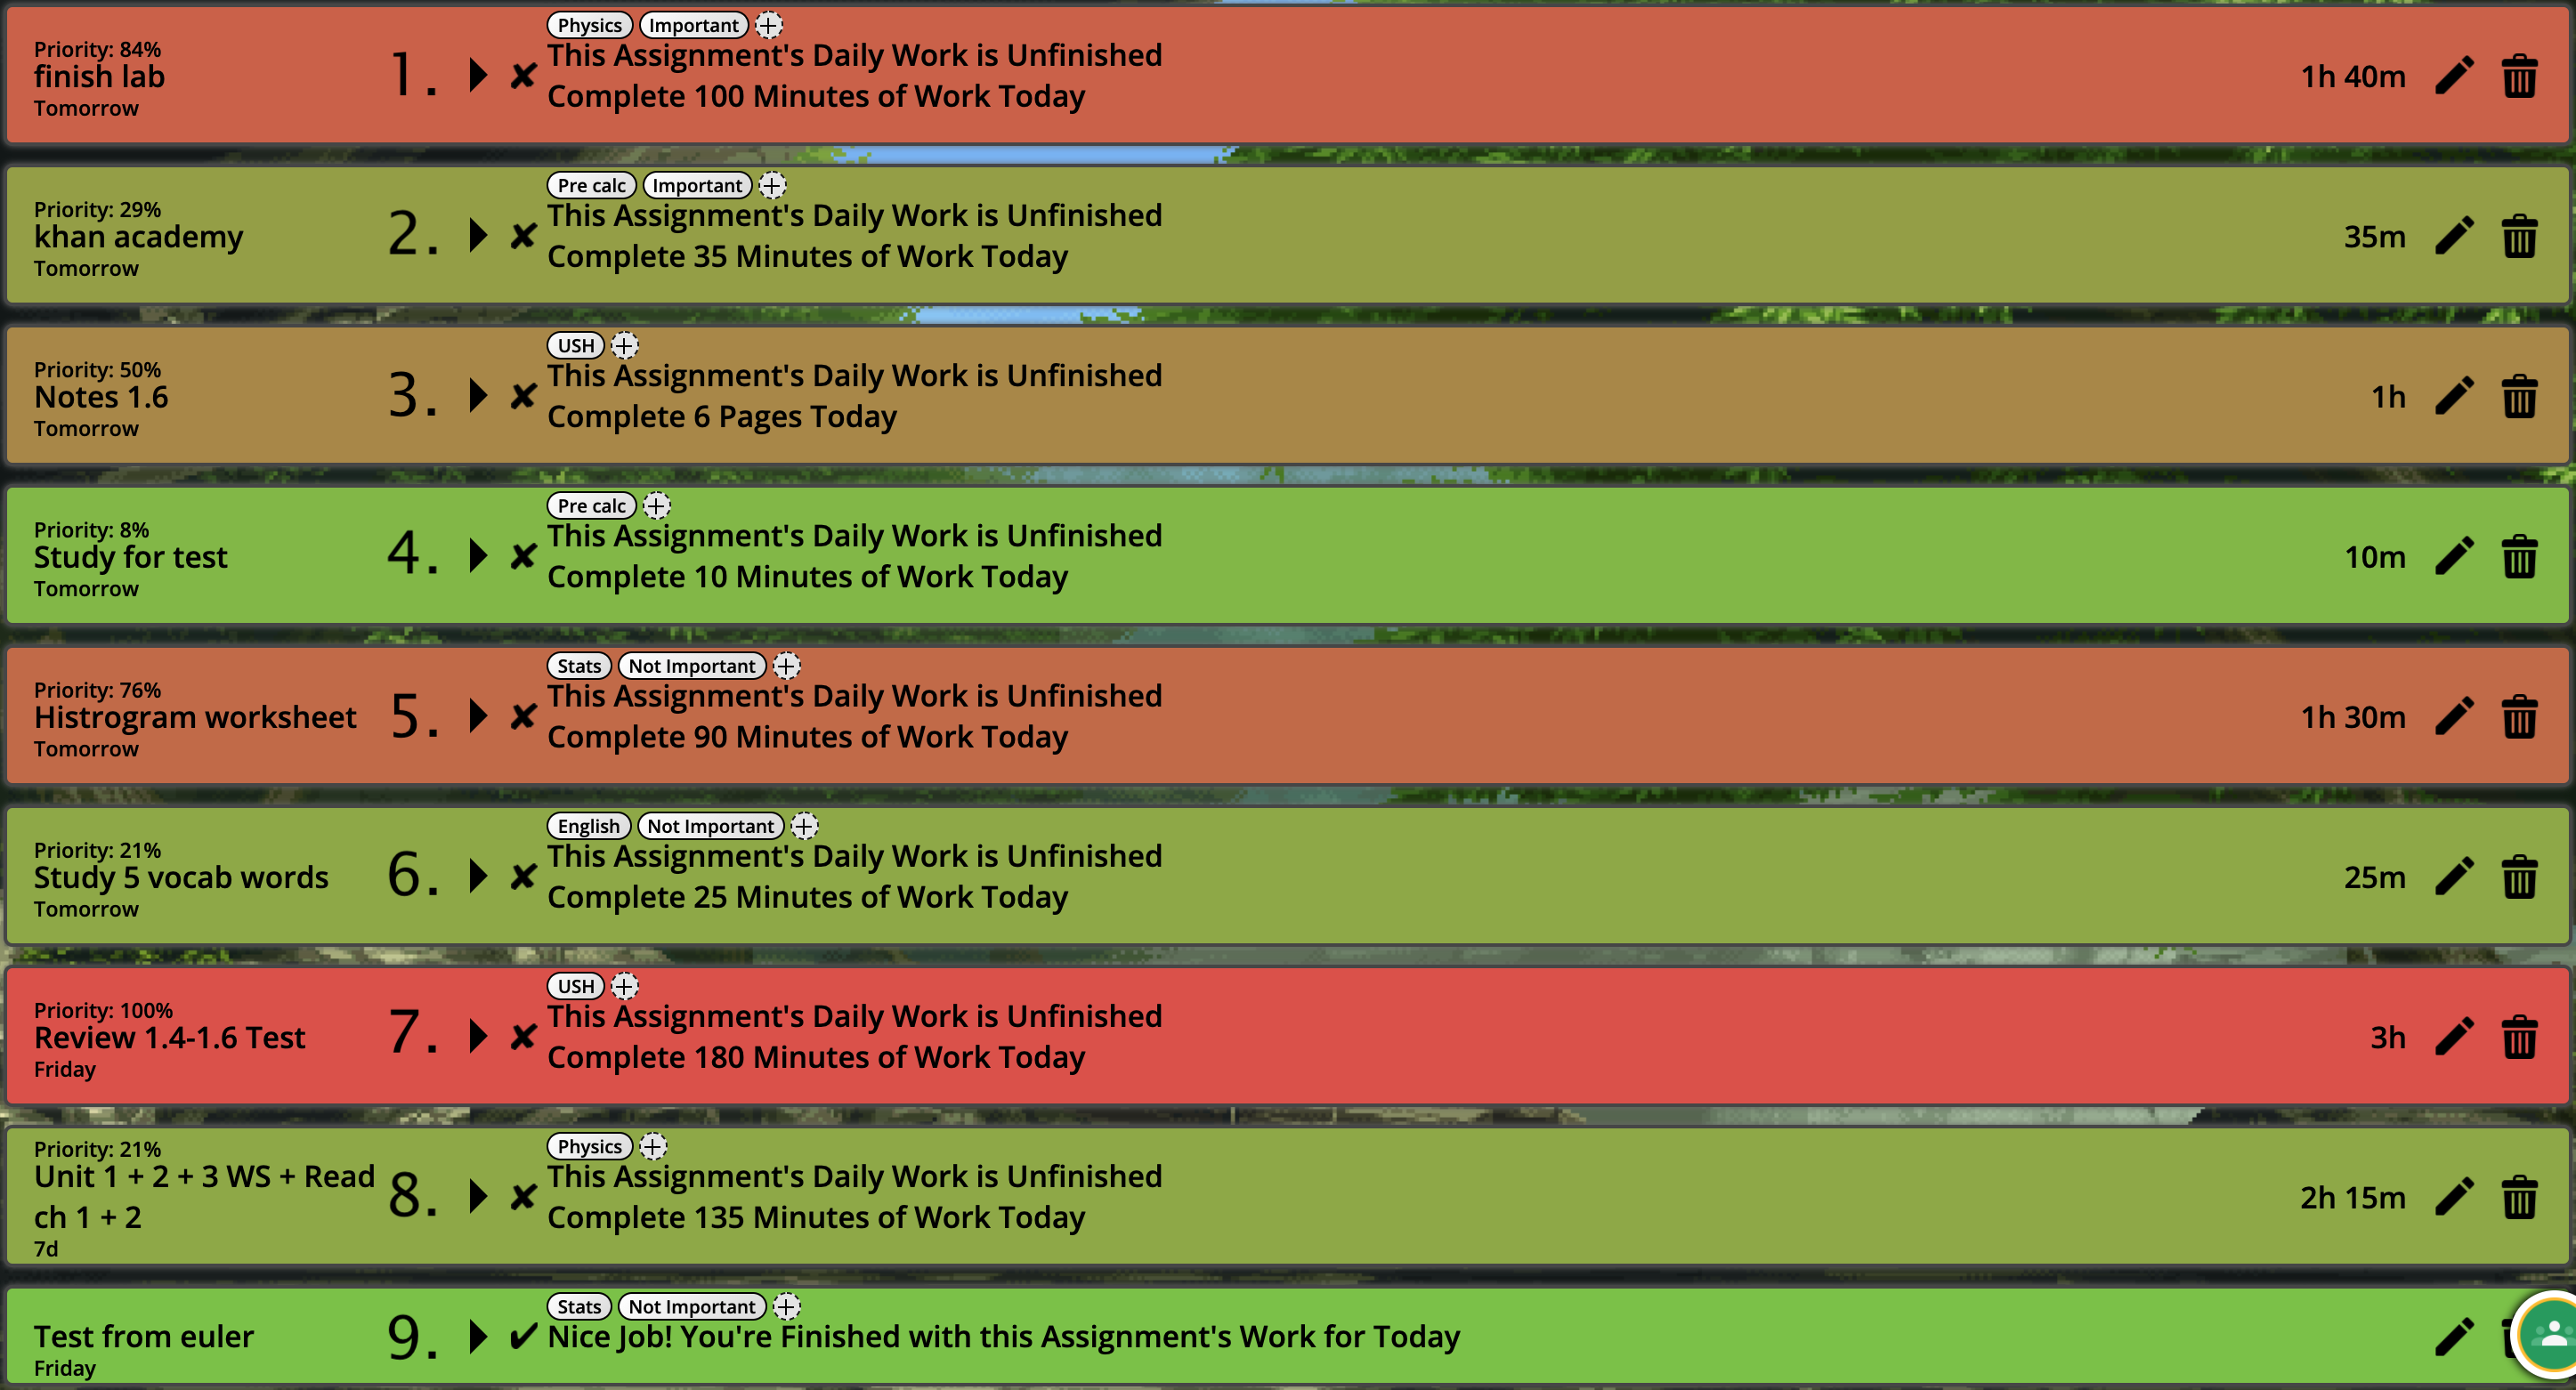 Physics Important
Priority: 84%
finish lab
Tomorrow
1.
This Assignment's Daily Work is Unfinished
Complete 100 Minutes of Work Today
1h 40m
Pre calc Important
Priority: 29%
khan academy
Tomorrow
2.
This Assignment's Daily Work is Unfinished
Complete 35 Minutes of Work Today
35m
USH
Priority: 50%
Notes 1.6
Tomorrow
3.
This Assignment's Daily Work is Unfinished
Complete 6 Pages Today
1h
Pre calc
Priority: 8%
Study for test
Tomorrow
4.
This Assignment's Daily Work is Unfinished
Complete 10 Minutes of Work Today
10m
Stats Not Important
Priority: 76%
Histrogram worksheet
Tomorrow
5.
This Assignment's Daily Work is Unfinished
Complete 90 Minutes of Work Today
1h 30m
English Not Important
Priority: 21%
Study 5 vocab words
Tomorrow
6.
This Assignment's Daily Work is Unfinished
Complete 25 Minutes of Work Today
25m
USH
Priority: 100%
Review 1.4-1.6 Test
Friday
7.
This Assignment's Daily Work is Unfinished
Complete 180 Minutes of Work Today
3h
Physics
Priority: 21%
Unit 1 + 2 + 3 WS + Read
ch 1 + 2
7d
8.
This Assignment's Daily Work is Unfinished
Complete 135 Minutes of Work Today
2h 15m
Stats Not Important
Test from euler
Friday
9.
Nice Job! You're Finished with this Assignment's Work for Today